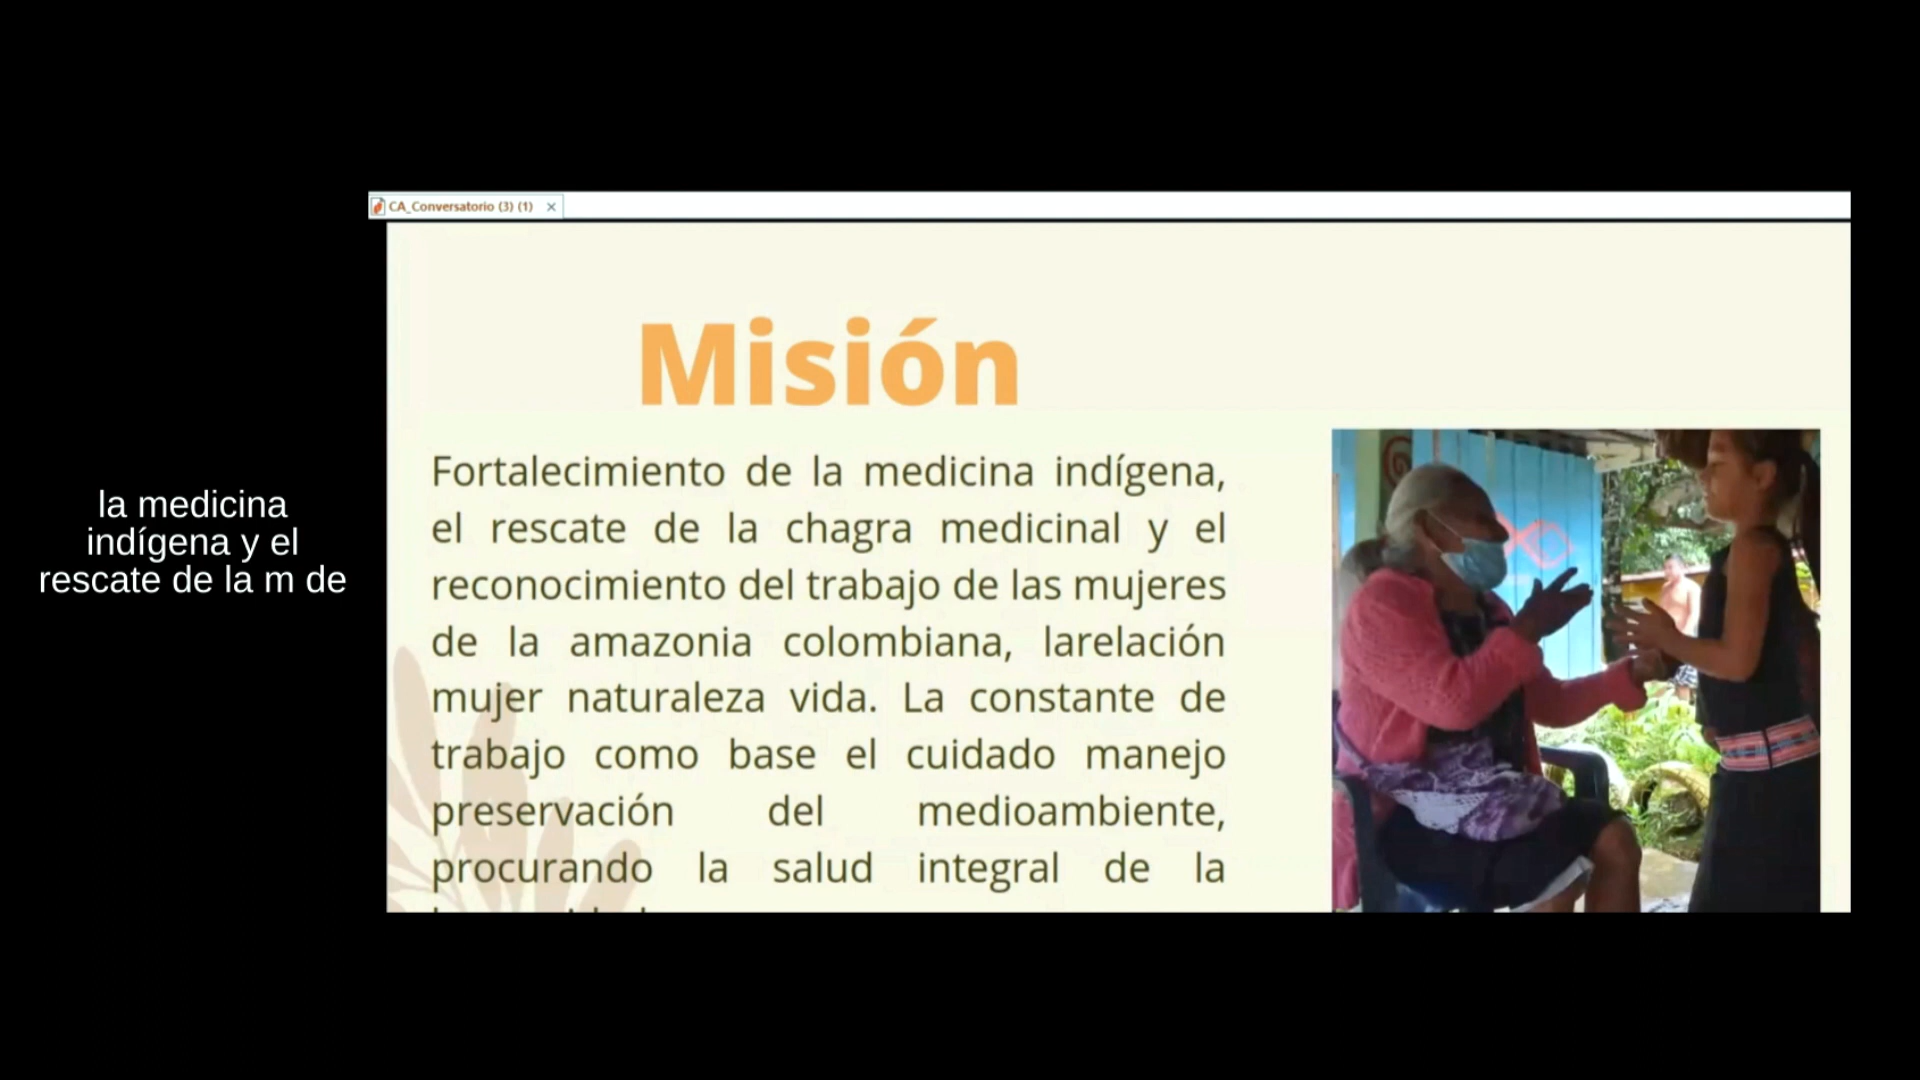 CA_Conversatorio (3) (1)
Misión
Fortalecimiento de la medicina indígena,
el rescate de la chagra medicinal y el
reconocimiento del trabajo de las mujeres
de la amazonia colombiana, larelación
mujer naturaleza vida. La constante de
trabajo como base el cuidado manejo
preservación del medioambiente,
procurando la salud integral de la
la medicina
indígena y el
rescate de la m de